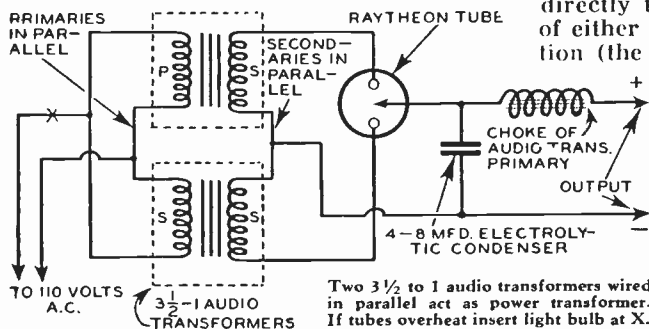 RRIMARIES
IN PAR-
ALLEL
SECOND-
ARIES IN
PARAL-
LEL
RAYTHEON TUBE
directly t
of either
tion (the
P
S
S
S
X
+
CHOKE OF
AUDIO TRANS.
PRIMARY
OUTPUT
4-8 MFD. ELECTROLY-
TIC CONDENSER
–
TO 110 VOLTS
A.C.
3½-1 AUDIO
TRANSFORMERS
Two 3½ to 1 audio transformers wired
in parallel act as power transformer.
If tubes overheat insert light bulb at X.